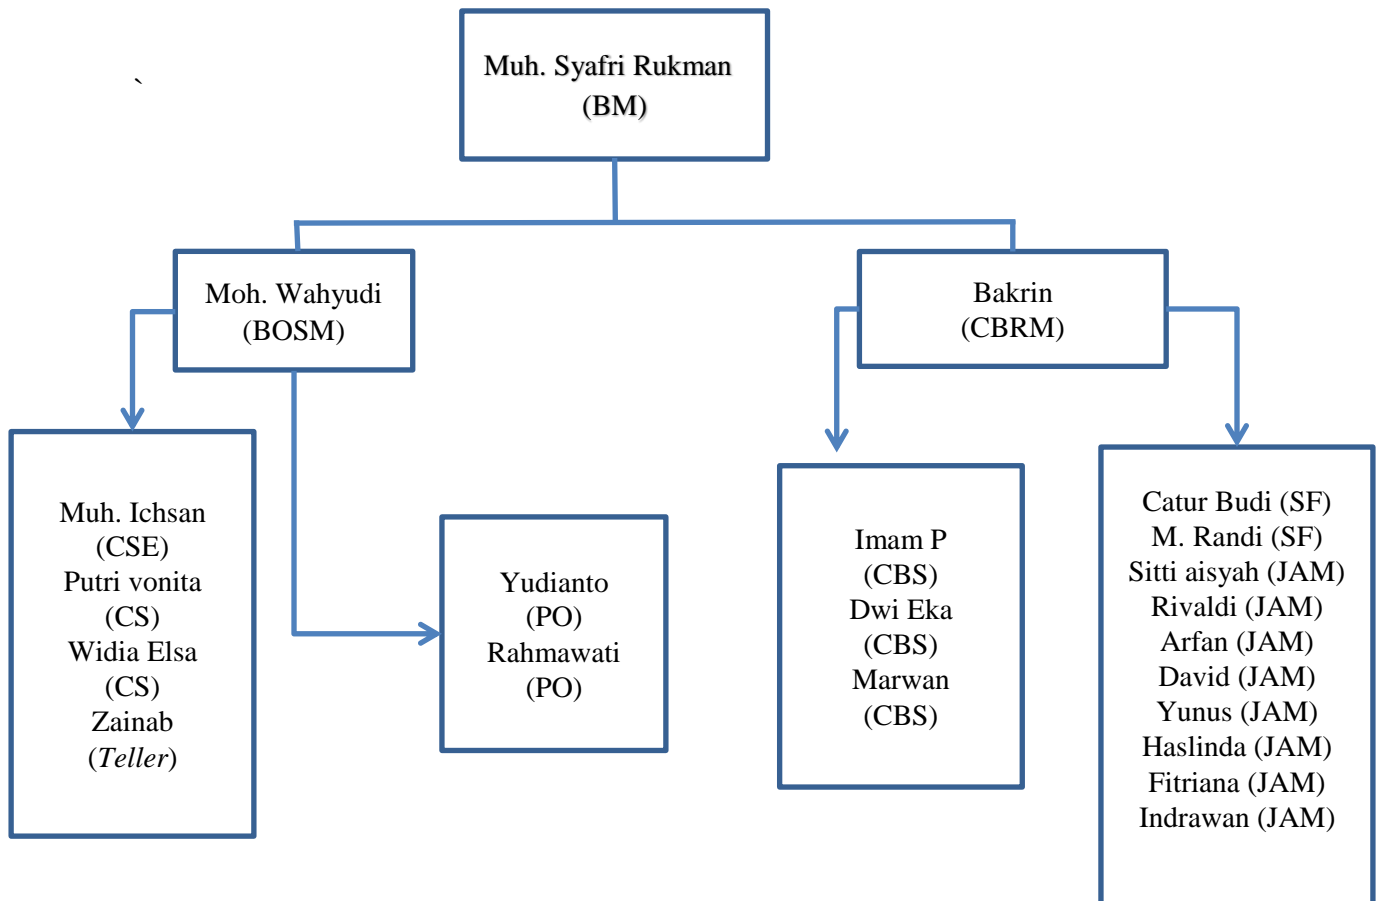 `
Muh. Syafri Rukman
(BM)
Moh. Wahyudi
(BOSM)
Bakrin
(CBRM)
Muh. Ichsan
(CSE)
Putri vonita
(CS)
Widia Elsa
(CS)
Zainab
(Teller)
Yudianto
(PO)
Rahmawati
(PO)
Imam P
(CBS)
Dwi Eka
(CBS)
Marwan
(CBS)
Catur Budi (SF)
M. Randi (SF)
Sitti aisyah (JAM)
Rivaldi (JAM)
Arfan (JAM)
David (JAM)
Yunus (JAM)
Haslinda (JAM)
Fitriana (JAM)
Indrawan (JAM)